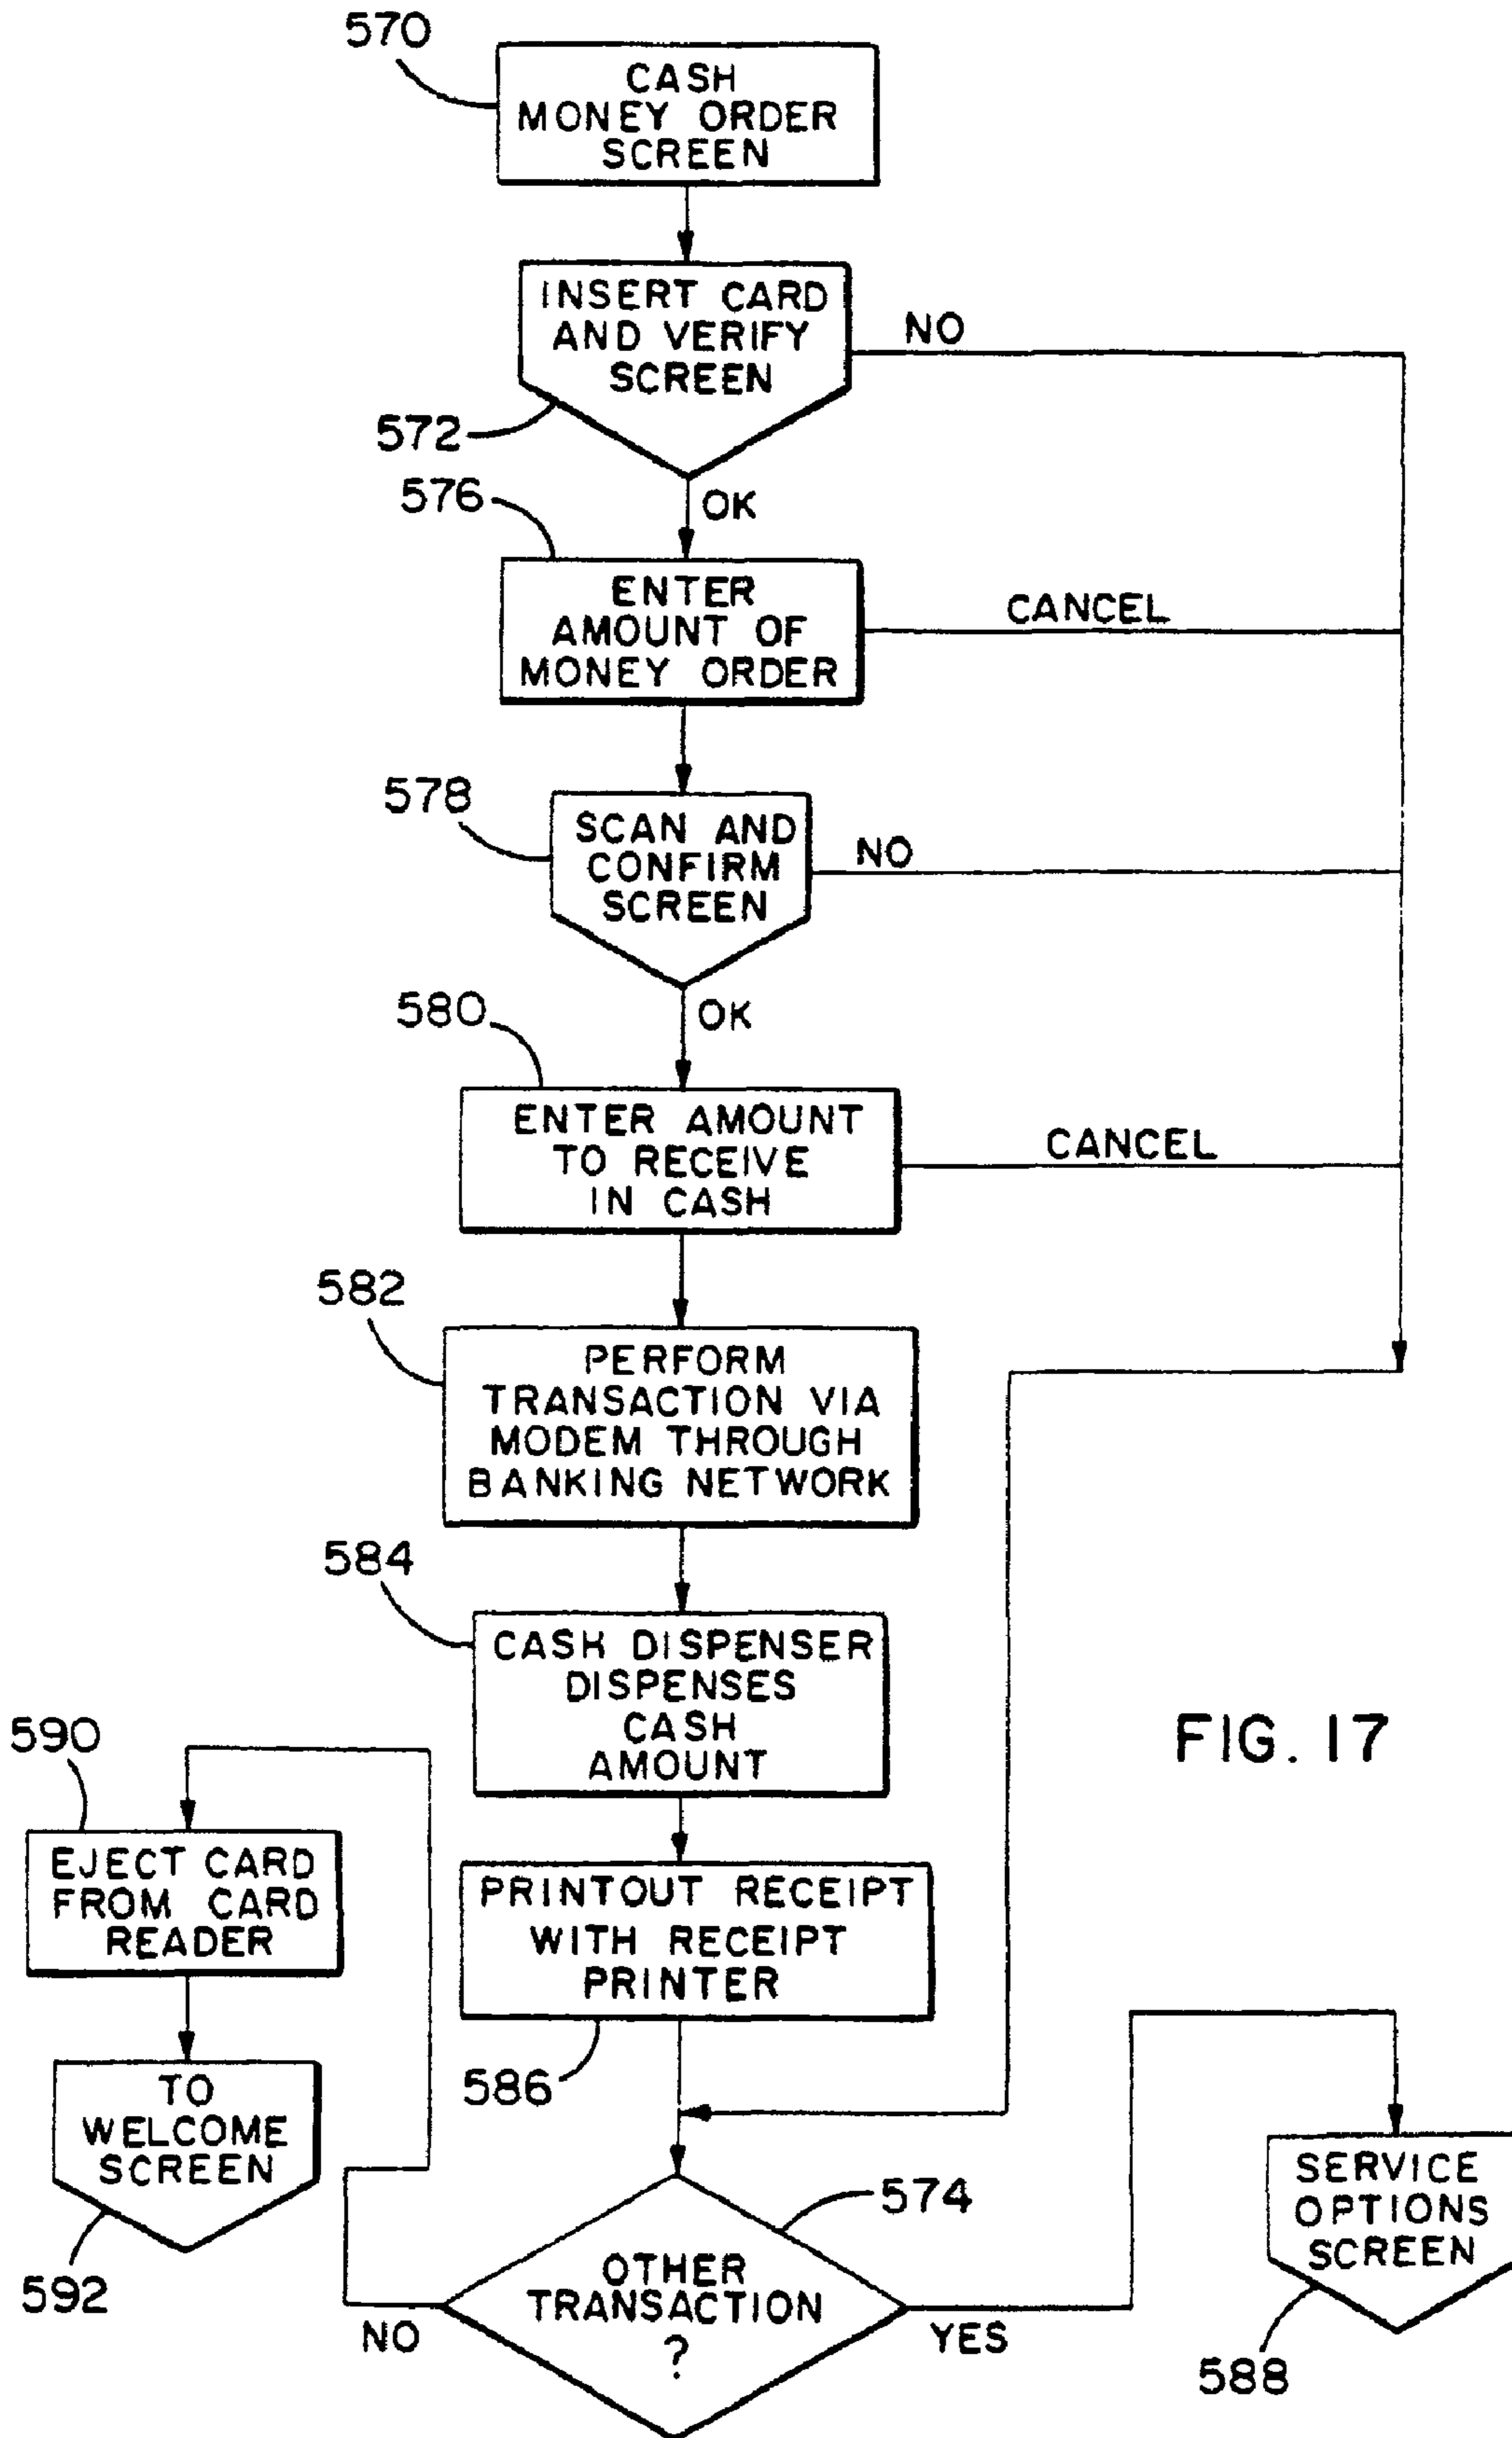 570
CASH
MONEY ORDER
SCREEN
INSERT CARD
AND VERIFY
SCREEN
NO
572
OK
576
ENTER
AMOUNT OF
MONEY ORDER
CANCEL
578
SCAN AND
CONFIRM
SCREEN
NO
OK
580
ENTER AMOUNT
TO RECEIVE
IN CASH
CANCEL
582
PERFORM
TRANSACTION VIA
MODEM THROUGH
BANKING NETWORK
584
CASH DISPENSER
DISPENSES
CASH
AMOUNT
FIG. 17
590
EJECT CARD
FROM CARD
READER
PRINTOUT RECEIPT
WITH RECEIPT
PRINTER
586
TO
WELCOME
SCREEN
592
574
OTHER
TRANSACTION
?
NO
YES
SERVICE
OPTIONS
SCREEN
588